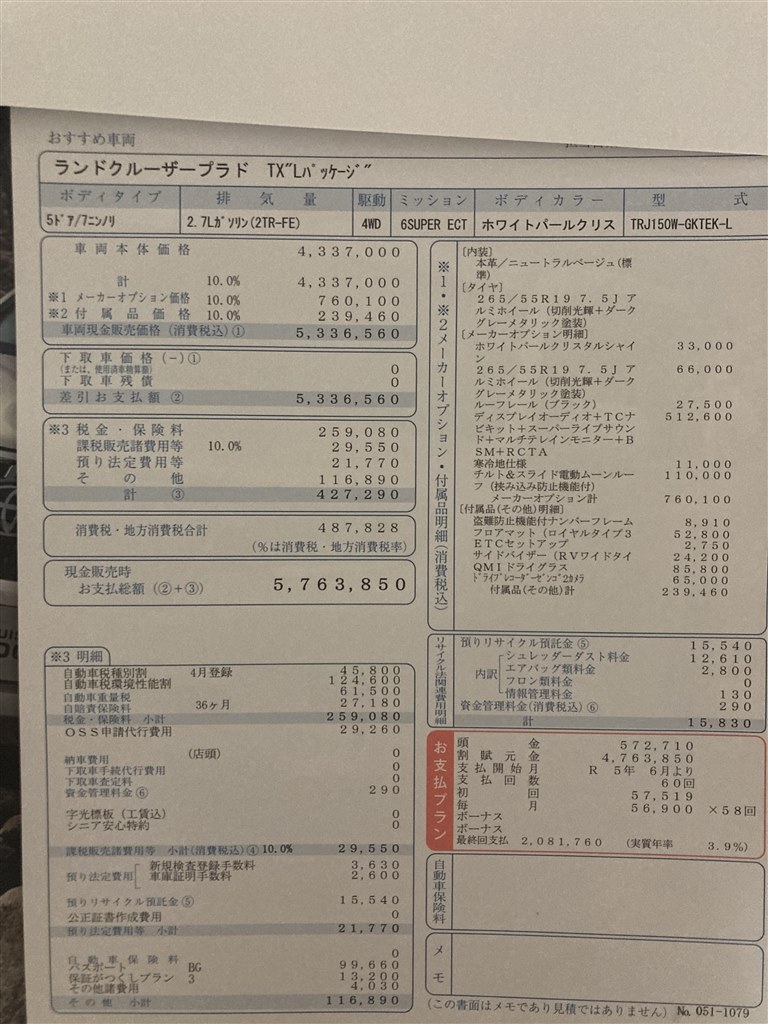 おすすめ車両
ランドクルーザープラド TX"Lパッケージ"
ボディタイプ 排気量 駆動 ミッション ボディカラー 型式
5ドア/7ニンノリ 2.7Lガソリン(2TR-FE) 4WD 6SUPER ECT ホワイトパールクリス TRJ150W-GKTEK-L
車両本体価格 4,337,000
計 10.0% 4,337,000
※1 メーカーオプション価格 10.0% 760,100
※2 付属品価格 10.0% 239,460
車両現金販売価格(消費税込)① 5,336,560
下取車価格(−)① 0
(または、使用済車精算額)
下取車残債 0
差引お支払額 ② 5,336,560
※3 税金・保険料 259,080
課税販売諸費用等 10.0% 29,550
預り法定費用等 21,770
その他 116,890
計 ③ 427,290
消費税・地方消費税合計 487,828
(%は消費税・地方消費税率)
現金販売時
お支払総額(②+③) 5,763,850
※3 明細
自動車税種別割 4月登録 45,800
自動車税環境性能割 124,600
自動車重量税 61,500
自賠責保険料 36ヶ月 27,180
税金・保険料 小計 259,080
OSS申請代行費用 29,260
(店頭)
納車費用 0
下取車手続代行費用 0
下取車査定料 0
資金管理料金⑥ 290
字光標板(工賃込) 0
シニア安心特約 0
課税販売諸費用等 小計(消費税込)④ 10.0% 29,550
預り法定費用
新規検査登録手数料 3,630
車庫証明手数料 2,600
預りリサイクル預託金⑤ 15,540
公正証書作成費用 0
預り法定費用等 小計 21,770
自動車保険料 0
パスポート BG 99,660
保証がつくしプラン 3 13,200
その他諸費用 4,030
その他 小計 116,890
※1・※2メーカーオプション・付属品明細(消費税込)
[内装]
本革/ニュートラルベージュ(標
準)
[タイヤ]
265/55R19 7.5J ア
ルミホイール(切削光輝+ダーク
グレーメタリック塗装)
[メーカーオプション明細]
ホワイトパールクリスタルシャイ 33,000
ン
265/55R19 7.5J ア 66,000
ルミホイール(切削光輝+ダーク
グレーメタリック塗装)
ルーフレール(ブラック) 27,500
ディスプレイオーディオ+TCナ 512,600
ビキット+スーパーライブサウン
ド+マルチテレインモニター+B
SM+RCTA
寒冷地仕様 11,000
チルト&スライド電動ムーンルー 110,000
フ(挟み込み防止機能付)
メーカーオプション計 760,100
[付属品(その他)明細]
盗難防止機能付ナンバーフレーム 8,910
フロアマット(ロイヤルタイプ3 52,800
ETCセットアップ 2,750
サイドバイザー(RVワイドタイ 24,200
QMIドライグラス 85,800
ドライブレコーダーゼンゴ2カメラ 65,000
付属品(その他)計 239,460
リサイクル法関連費用明細
預りリサイクル預託金⑤ 15,540
内訳
シュレッダーダスト料金 12,610
エアバッグ類料金 2,800
フロン類料金 0
情報管理料金 130
資金管理料金(消費税込)⑥ 290
計 15,830
お支払プラン
頭金 572,710
割賦元金 4,763,850
支払開始月 R 5年 6月より
支払回数 60回
初回 57,519
毎月 56,900 ×58回
ボーナス
ボーナス
最終回支払 2,081,760 (実質年率 3.9%)
自動車保険料
メモ
(この書面はメモであり見積ではありません) No. 051-1079